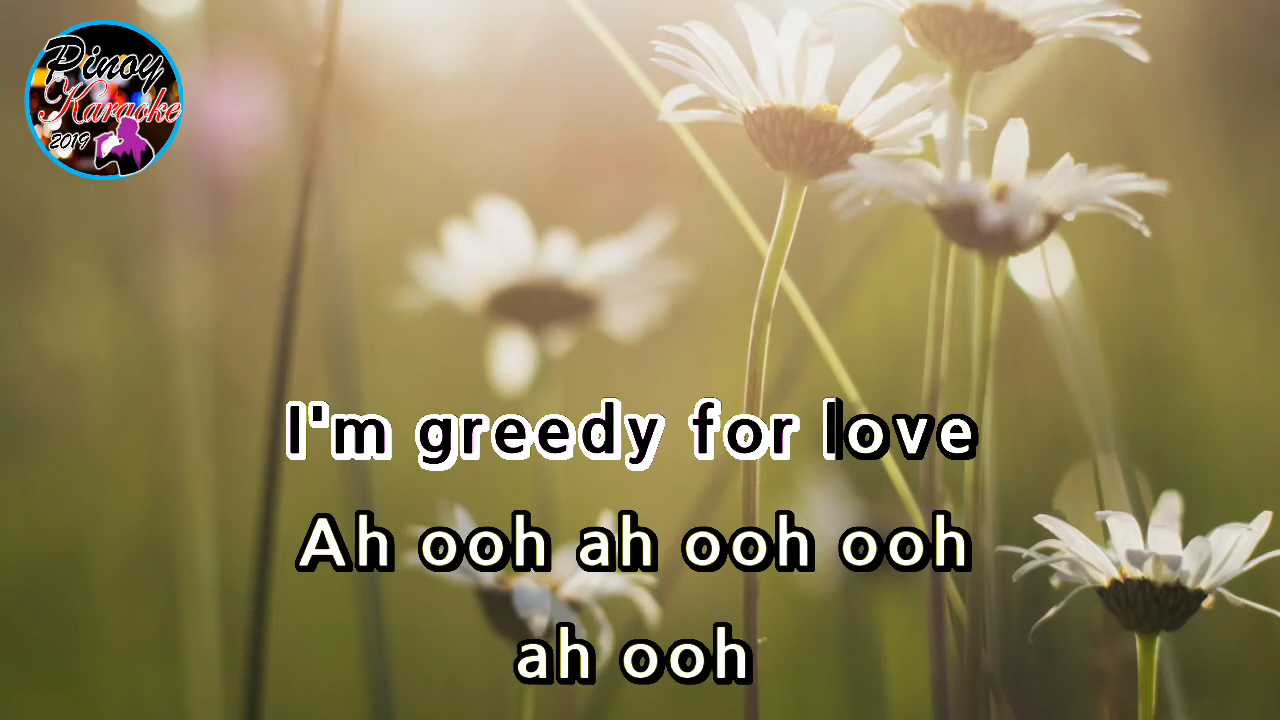 Pinoy
Karaoke
2019
I'm greedy for love
Ah ooh ah ooh ooh
ah ooh